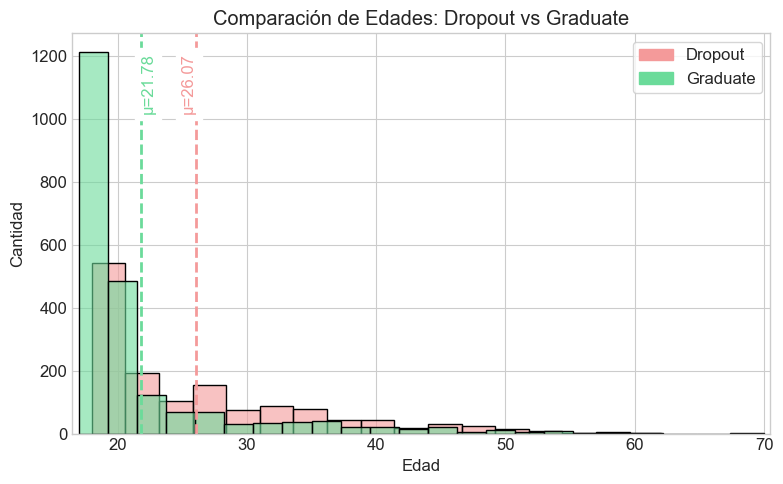 Comparación de Edades: Dropout vs Graduate
Dropout
Graduate
μ=21.78
μ=26.07
Cantidad
1200
1000
800
600
400
200
0
20
30
40
50
60
70
Edad